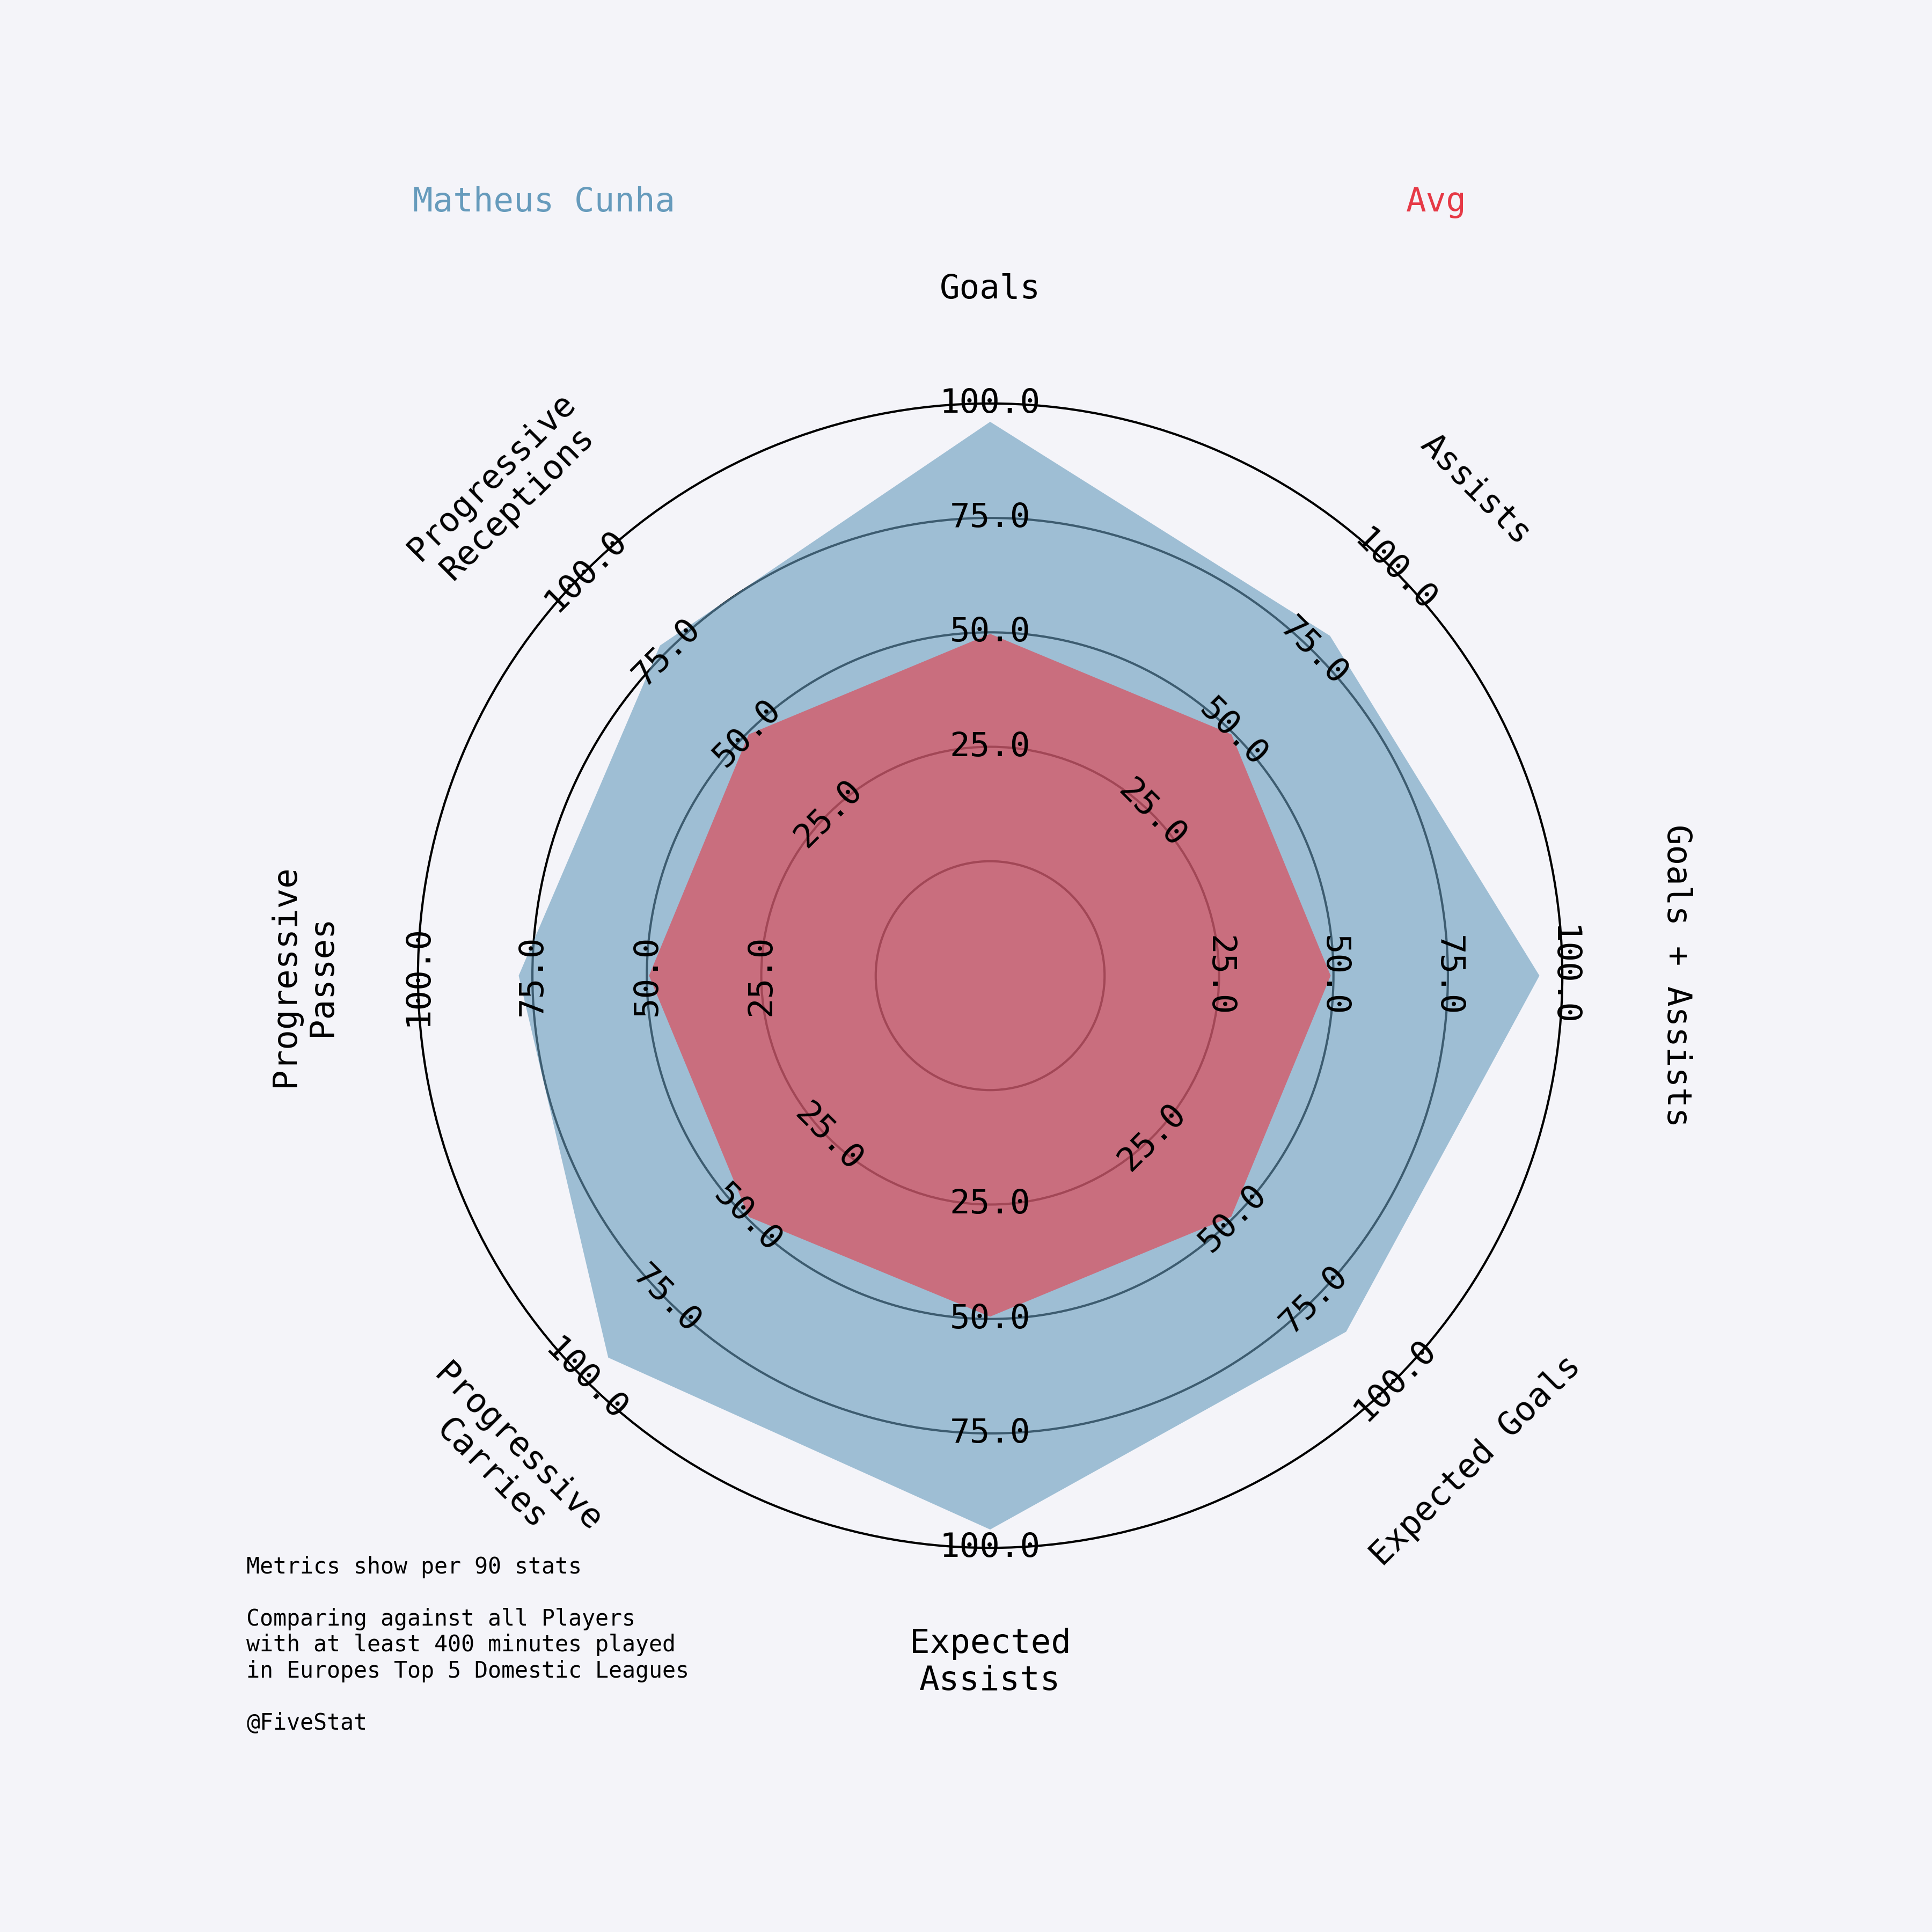 Matheus Cunha
Avg
Goals
Assists
Goals + Assists
Expected Goals
Expected
Assists
Progressive
Carries
Progressive
Passes
Progressive
Receptions
25.0
50.0
75.0
100.0
25.0
50.0
75.0
100.0
25.0
50.0
75.0
100.0
25.0
50.0
75.0
100.0
25.0
50.0
75.0
100.0
25.0
50.0
75.0
100.0
25.0
50.0
75.0
100.0
25.0
50.0
75.0
100.0
Metrics show per 90 stats
Comparing against all Players
with at least 400 minutes played
in Europes Top 5 Domestic Leagues
@FiveStat